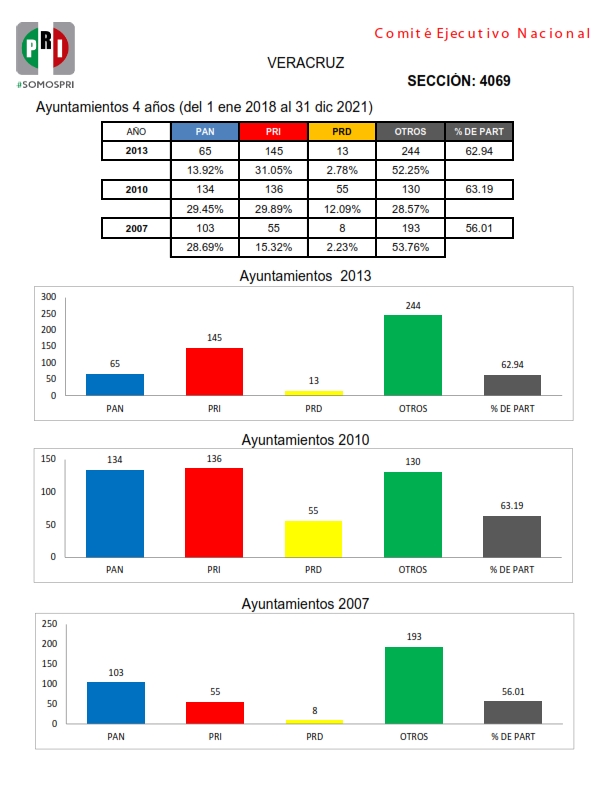 Comité Ejecutivo Nacional
PRI
#SOMOSPRI
VERACRUZ
SECCIÓN: 4069
Ayuntamientos 4 años (del 1 ene 2018 al 31 dic 2021)
AÑO PAN PRI PRD OTROS % DE PART
2013 65 145 13 244 62.94
13.92% 31.05% 2.78% 52.25%
2010 134 136 55 130 63.19
29.45% 29.89% 12.09% 28.57%
2007 103 55 8 193 56.01
28.69% 15.32% 2.23% 53.76%
Ayuntamientos 2013
300
250
200
150
100
50
0
65 145 13 244 62.94
PAN PRI PRD OTROS % DE PART
Ayuntamientos 2010
150
100
50
0
134 136 55 130 63.19
PAN PRI PRD OTROS % DE PART
Ayuntamientos 2007
250
200
150
100
50
0
103 55 8 193 56.01
PAN PRI PRD OTROS % DE PART